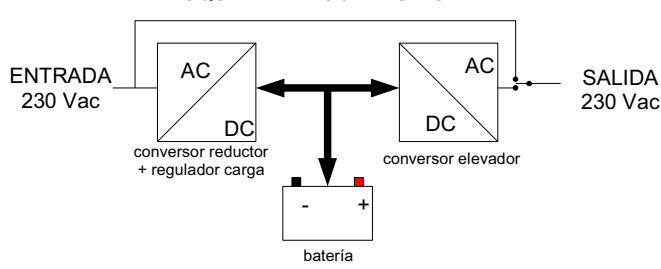 ENTRADA
230 Vac
AC
DC
conversor reductor
+ regulador carga
AC
DC
conversor elevador
SALIDA
230 Vac
- +
batería